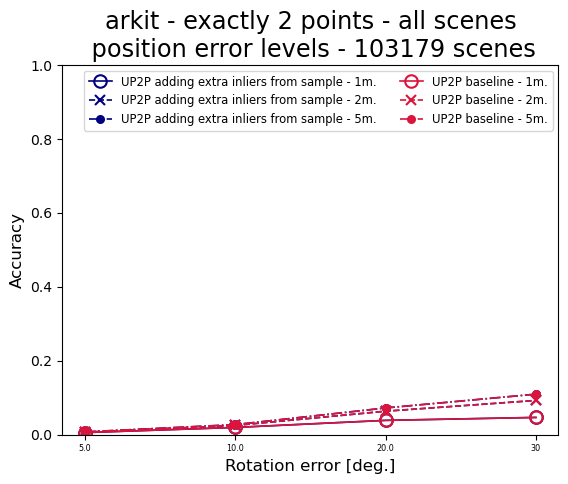 arkit - exactly 2 points - all scenes
position error levels - 103179 scenes
UP2P adding extra inliers from sample - 1m.
UP2P adding extra inliers from sample - 2m.
UP2P adding extra inliers from sample - 5m.
UP2P baseline - 1m.
UP2P baseline - 2m.
UP2P baseline - 5m.
Accuracy
1.0
0.8
0.6
0.4
0.2
0.0
5.0
10.0
20.0
30
Rotation error [deg.]